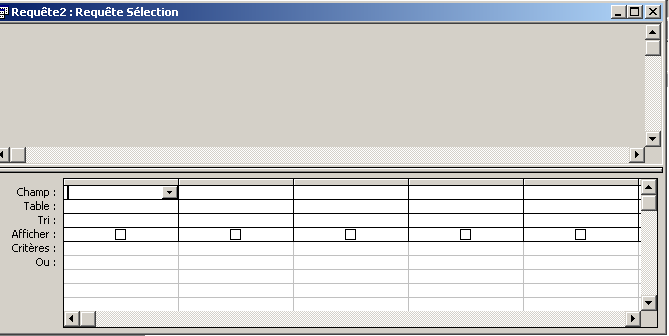 Requête2 : Requête Sélection
Champ :
Table :
Tri :
Afficher :
Critères :
Ou :